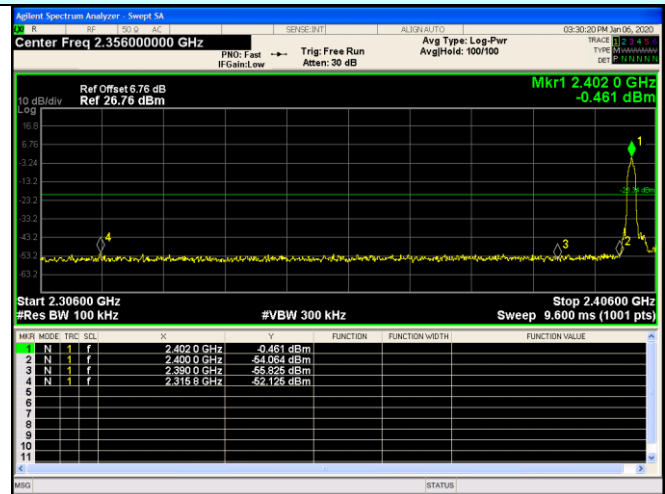 Agilent Spectrum Analyzer - Swept SA
R RF 50 Ω AC SENSE:INT ALIGN AUTO 03:30:20 PM Jan 06, 2020
Center Freq 2.356000000 GHz Avg Type: Log-Pwr TRACE 1 2 3 4 5 6
PNO: Fast Trig: Free Run Avg|Hold: 100/100 TYPE M
IFGain:Low Atten: 30 dB DET P N N N N N
Mkr1 2.402 0 GHz
Ref Offset 6.76 dB
10 dB/div Ref 26.76 dBm -0.461 dBm
Log
16.8
1
6.76
-3.24
-13.2
-23.2
-33.2
-43.2
4 3 2
-53.2
-63.2
Start 2.30600 GHz Stop 2.40600 GHz
#Res BW 100 kHz #VBW 300 kHz Sweep 9.600 ms (1001 pts)
MKR MODE TRC SCL X Y FUNCTION FUNCTION WIDTH FUNCTION VALUE
1 N 1 f 2.402 0 GHz -0.461 dBm
2 N 1 f 2.400 0 GHz -54.064 dBm
3 N 1 f 2.390 0 GHz -55.825 dBm
4 N 1 f 2.315 8 GHz -52.125 dBm
5
6
7
8
9
10
11
MSG STATUS